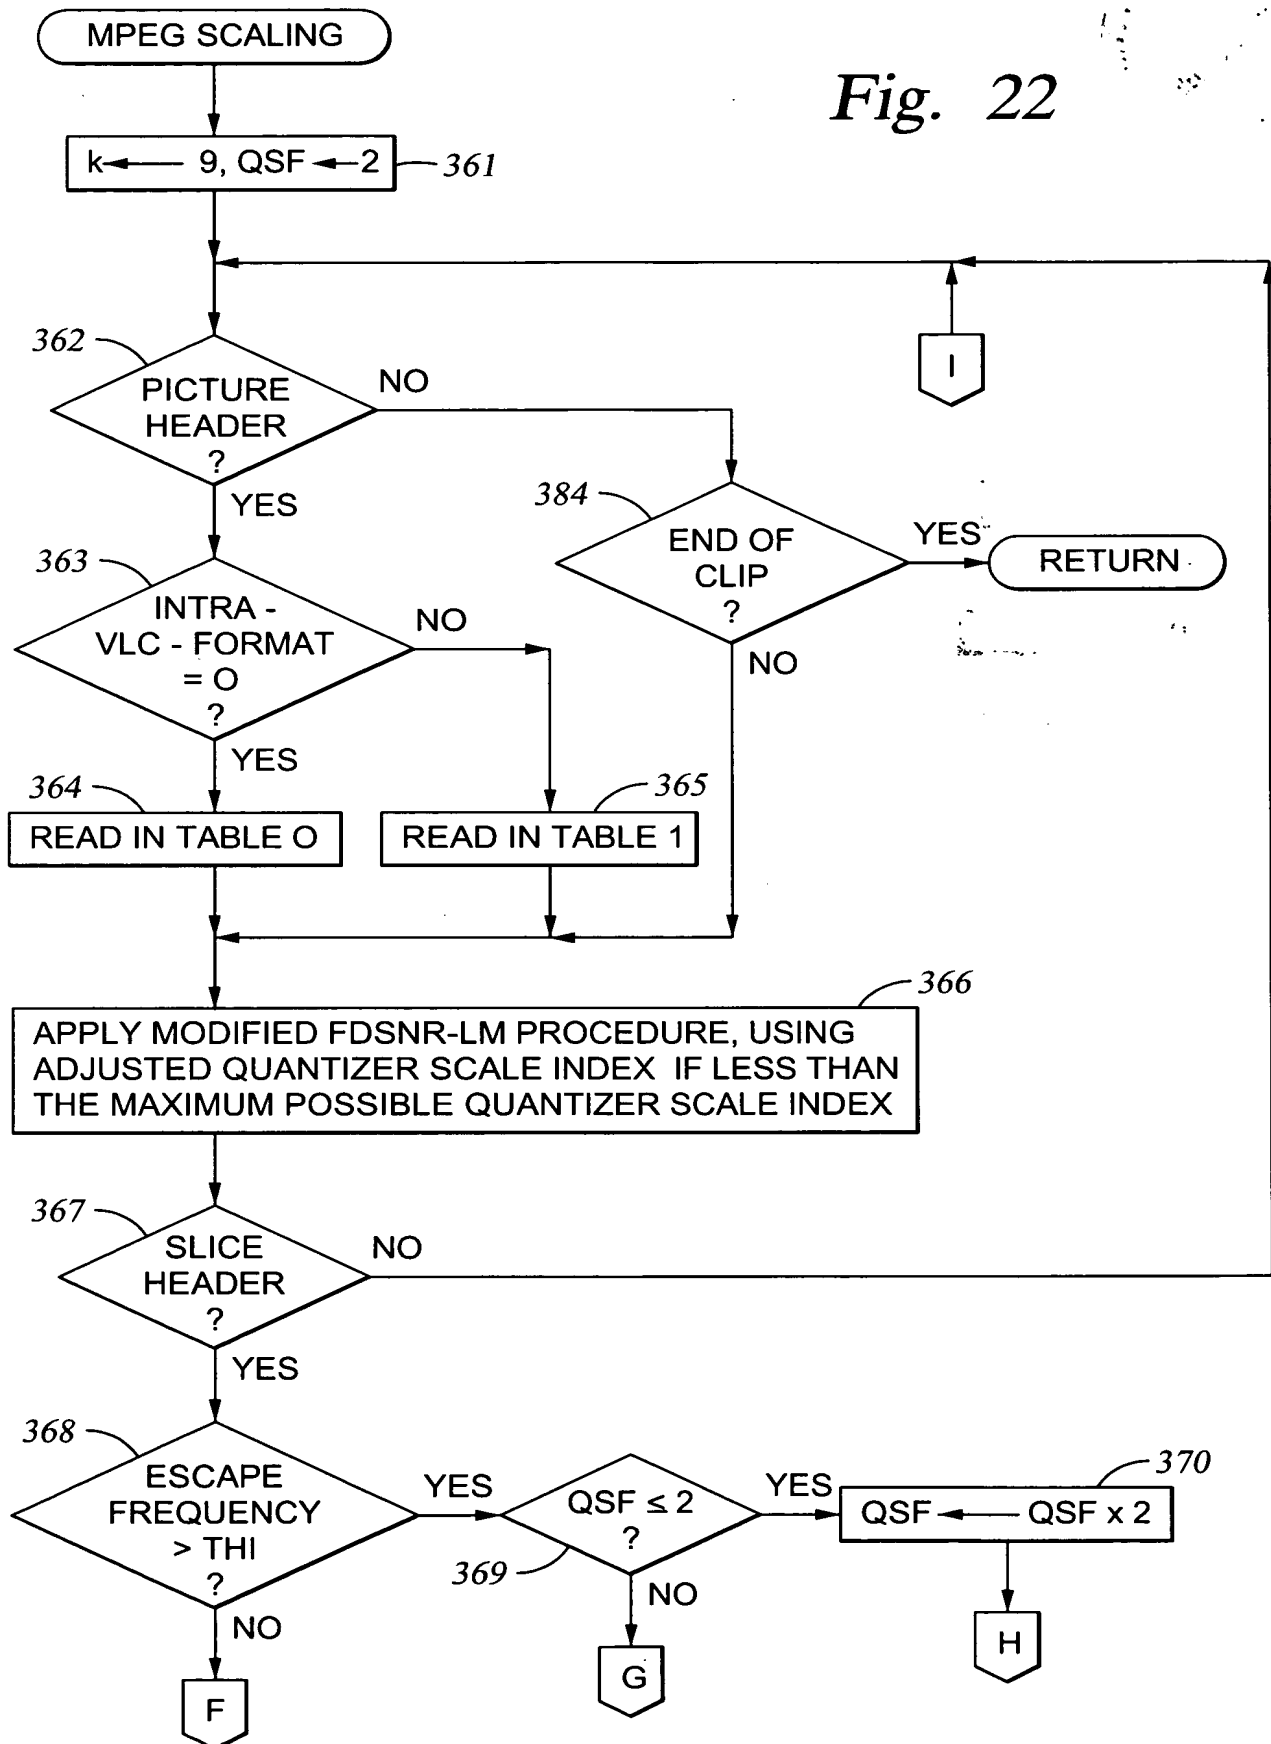 MPEG SCALING
Fig. 22
k ← 9, QSF ← 2
361
I
362
PICTURE
HEADER
?
NO
YES
384
END OF
CLIP
?
YES
RETURN
NO
363
INTRA -
VLC - FORMAT
= O
?
NO
YES
364
READ IN TABLE O
365
READ IN TABLE 1
366
APPLY MODIFIED FDSNR-LM PROCEDURE, USING
ADJUSTED QUANTIZER SCALE INDEX IF LESS THAN
THE MAXIMUM POSSIBLE QUANTIZER SCALE INDEX
367
SLICE
HEADER
?
NO
YES
368
ESCAPE
FREQUENCY
> THI
?
YES
NO
F
369
QSF ≤ 2
?
YES
NO
G
370
QSF ← QSF x 2
H